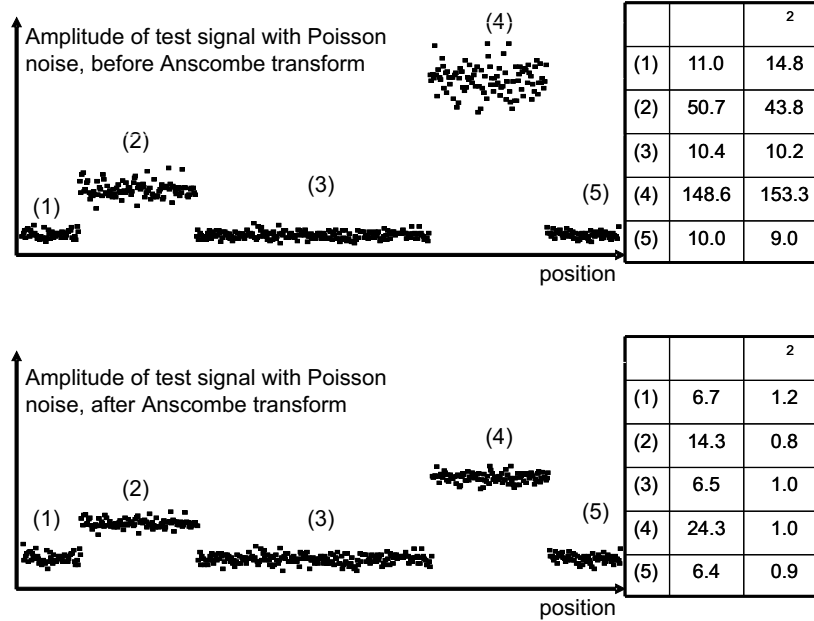 Amplitude of test signal with Poisson
noise, before Anscombe transform
(1)
(2)
(3)
(4)
(5)
position
2
(1) 11.0 14.8
(2) 50.7 43.8
(3) 10.4 10.2
(4) 148.6 153.3
(5) 10.0 9.0
Amplitude of test signal with Poisson
noise, after Anscombe transform
(1)
(2)
(3)
(4)
(5)
position
2
(1) 6.7 1.2
(2) 14.3 0.8
(3) 6.5 1.0
(4) 24.3 1.0
(5) 6.4 0.9